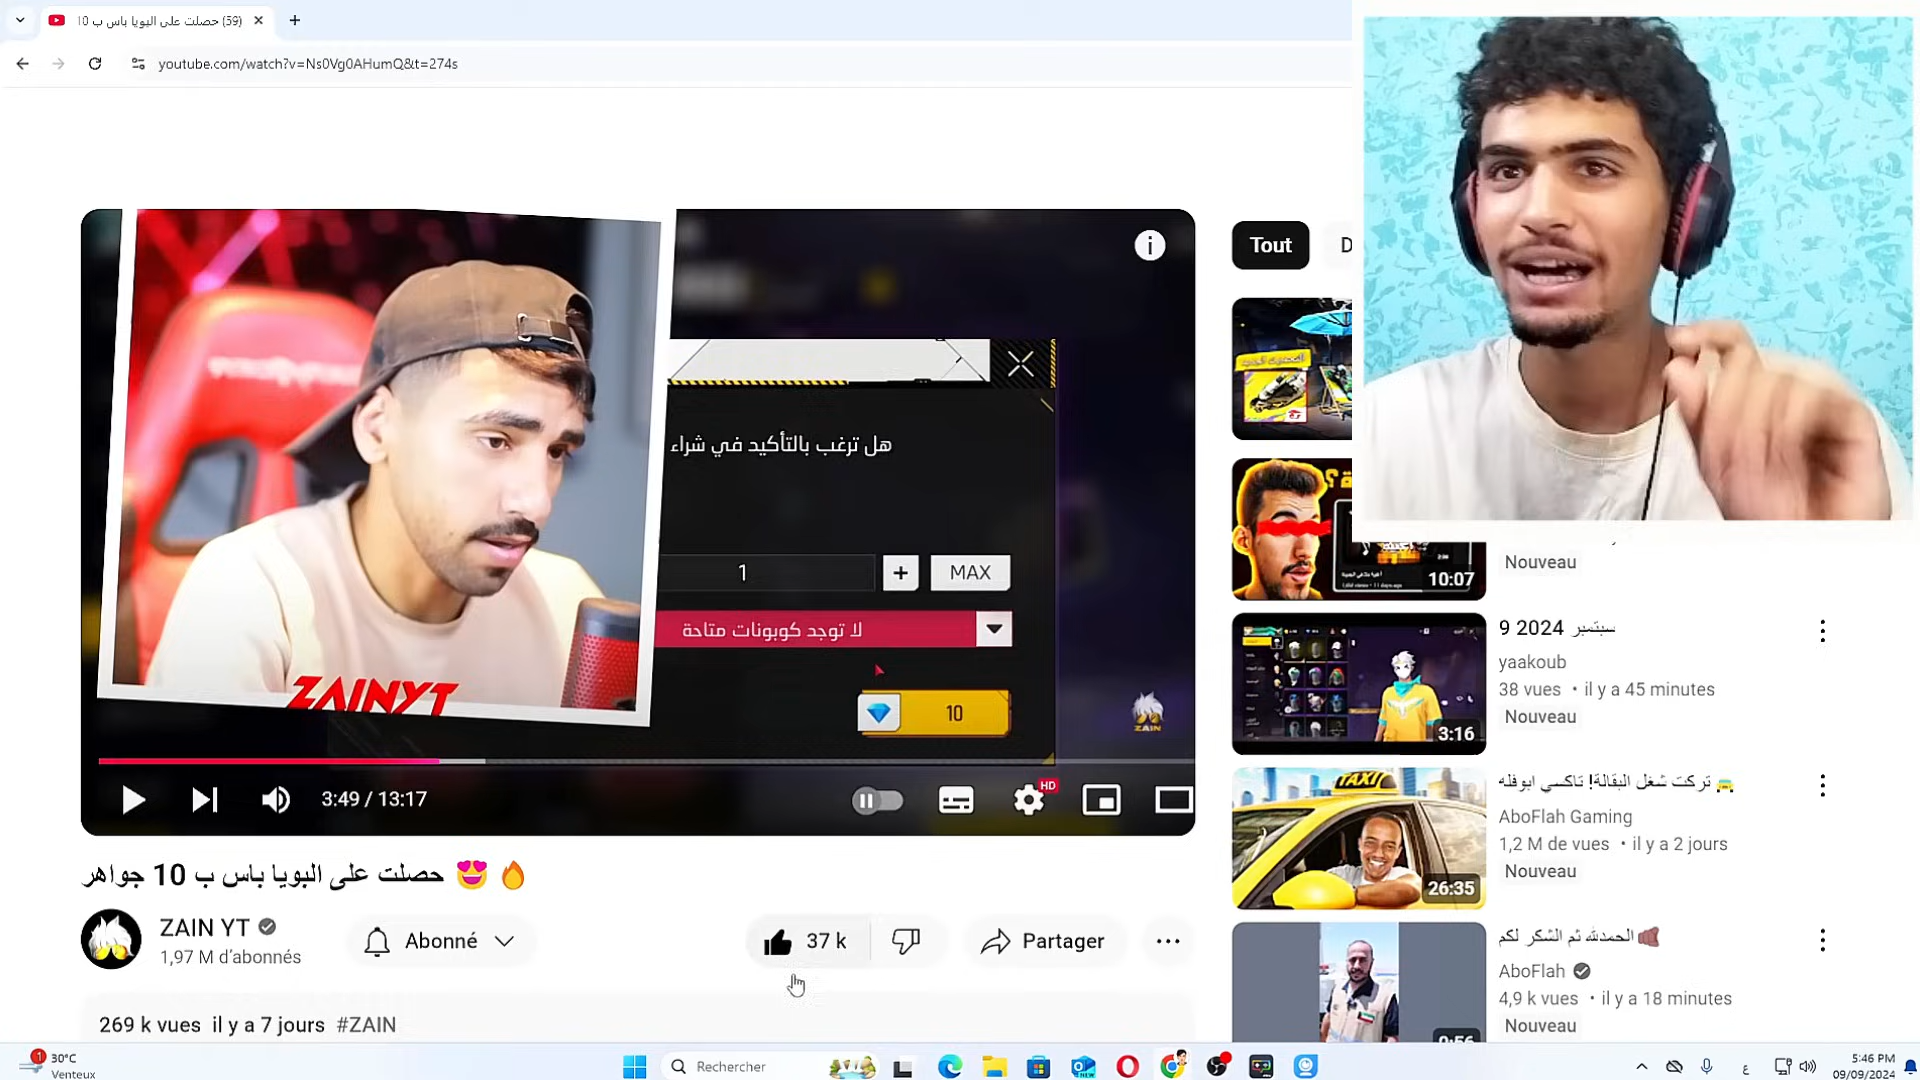 (59) حصلت على البويا باس ب 10
youtube.com/watch?v=Ns0Vg0AHumQ&t=274s
هل ترغب بالتأكيد في شراء
1
+
MAX
لا توجد كوبونات متاحة
10
ZAINYT
ZAIN
3:49 / 13:17
HD
حصلت على البويا باس ب 10 جواهر 😍 🔥
ZAIN YT
1,97 M d’abonnés
Abonné
37 k
Partager
269 k vues il y a 7 jours #ZAIN
Tout
D
10:07
Nouveau
3:16
9 سبتمبر 2024
yaakoub
38 vues • il y a 45 minutes
Nouveau
TAXI
26:35
تركت شغل البقالة! تاكسي ابوفله 🚖
AboFlah Gaming
1,2 M de vues • il y a 2 jours
Nouveau
الحمدلله ثم الشكر لكم
AboFlah
4,9 k vues • il y a 18 minutes
Nouveau
1
30°C
Venteux
Rechercher
NEW
ع
5:46 PM
09/09/2024